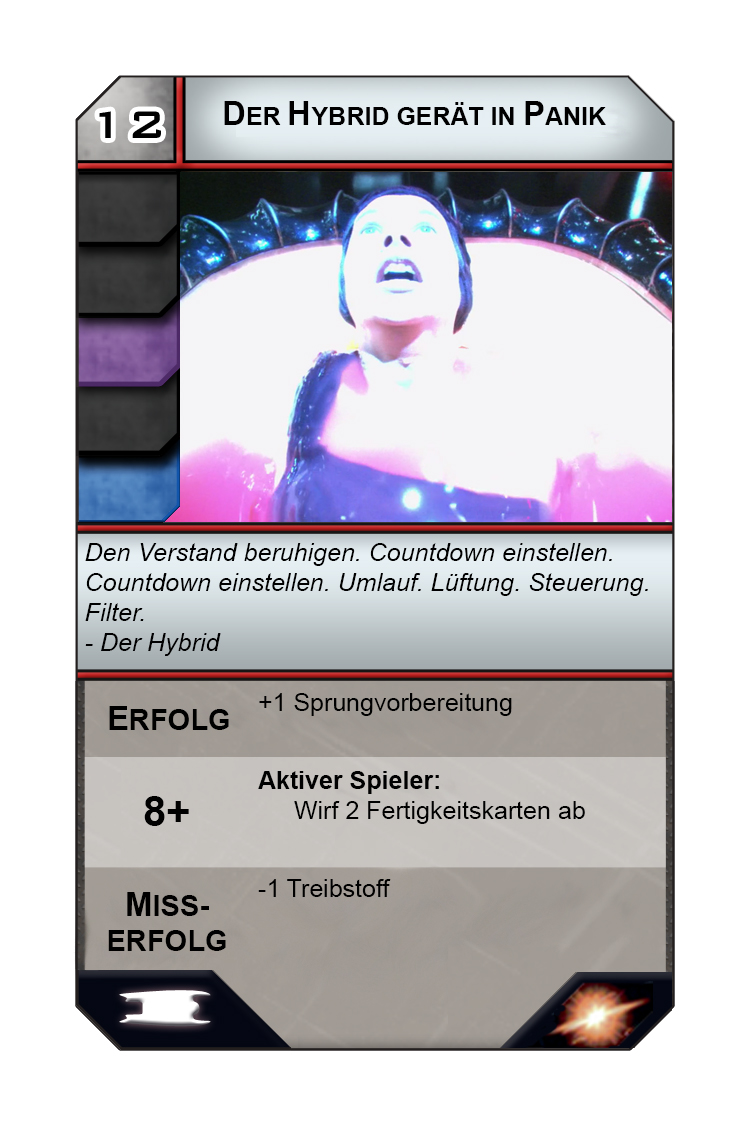 12
DER HYBRID GERÄT IN PANIK
Den Verstand beruhigen. Countdown einstellen.
Countdown einstellen. Umlauf. Lüftung. Steuerung.
Filter.
- Der Hybrid
ERFOLG
+1 Sprungvorbereitung
8+
Aktiver Spieler:
Wirf 2 Fertigkeitskarten ab
MISS-
ERFOLG
-1 Treibstoff